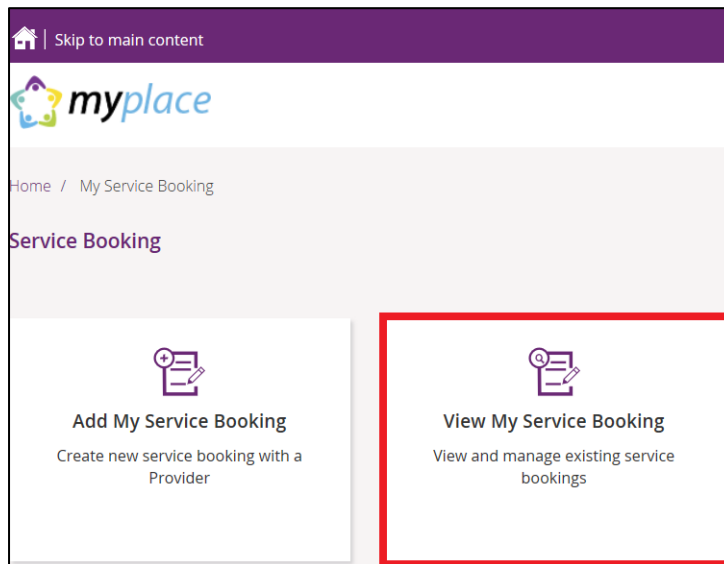 Skip to main content
myplace
Home / My Service Booking
Service Booking
Add My Service Booking
Create new service booking with a
Provider
View My Service Booking
View and manage existing service
bookings